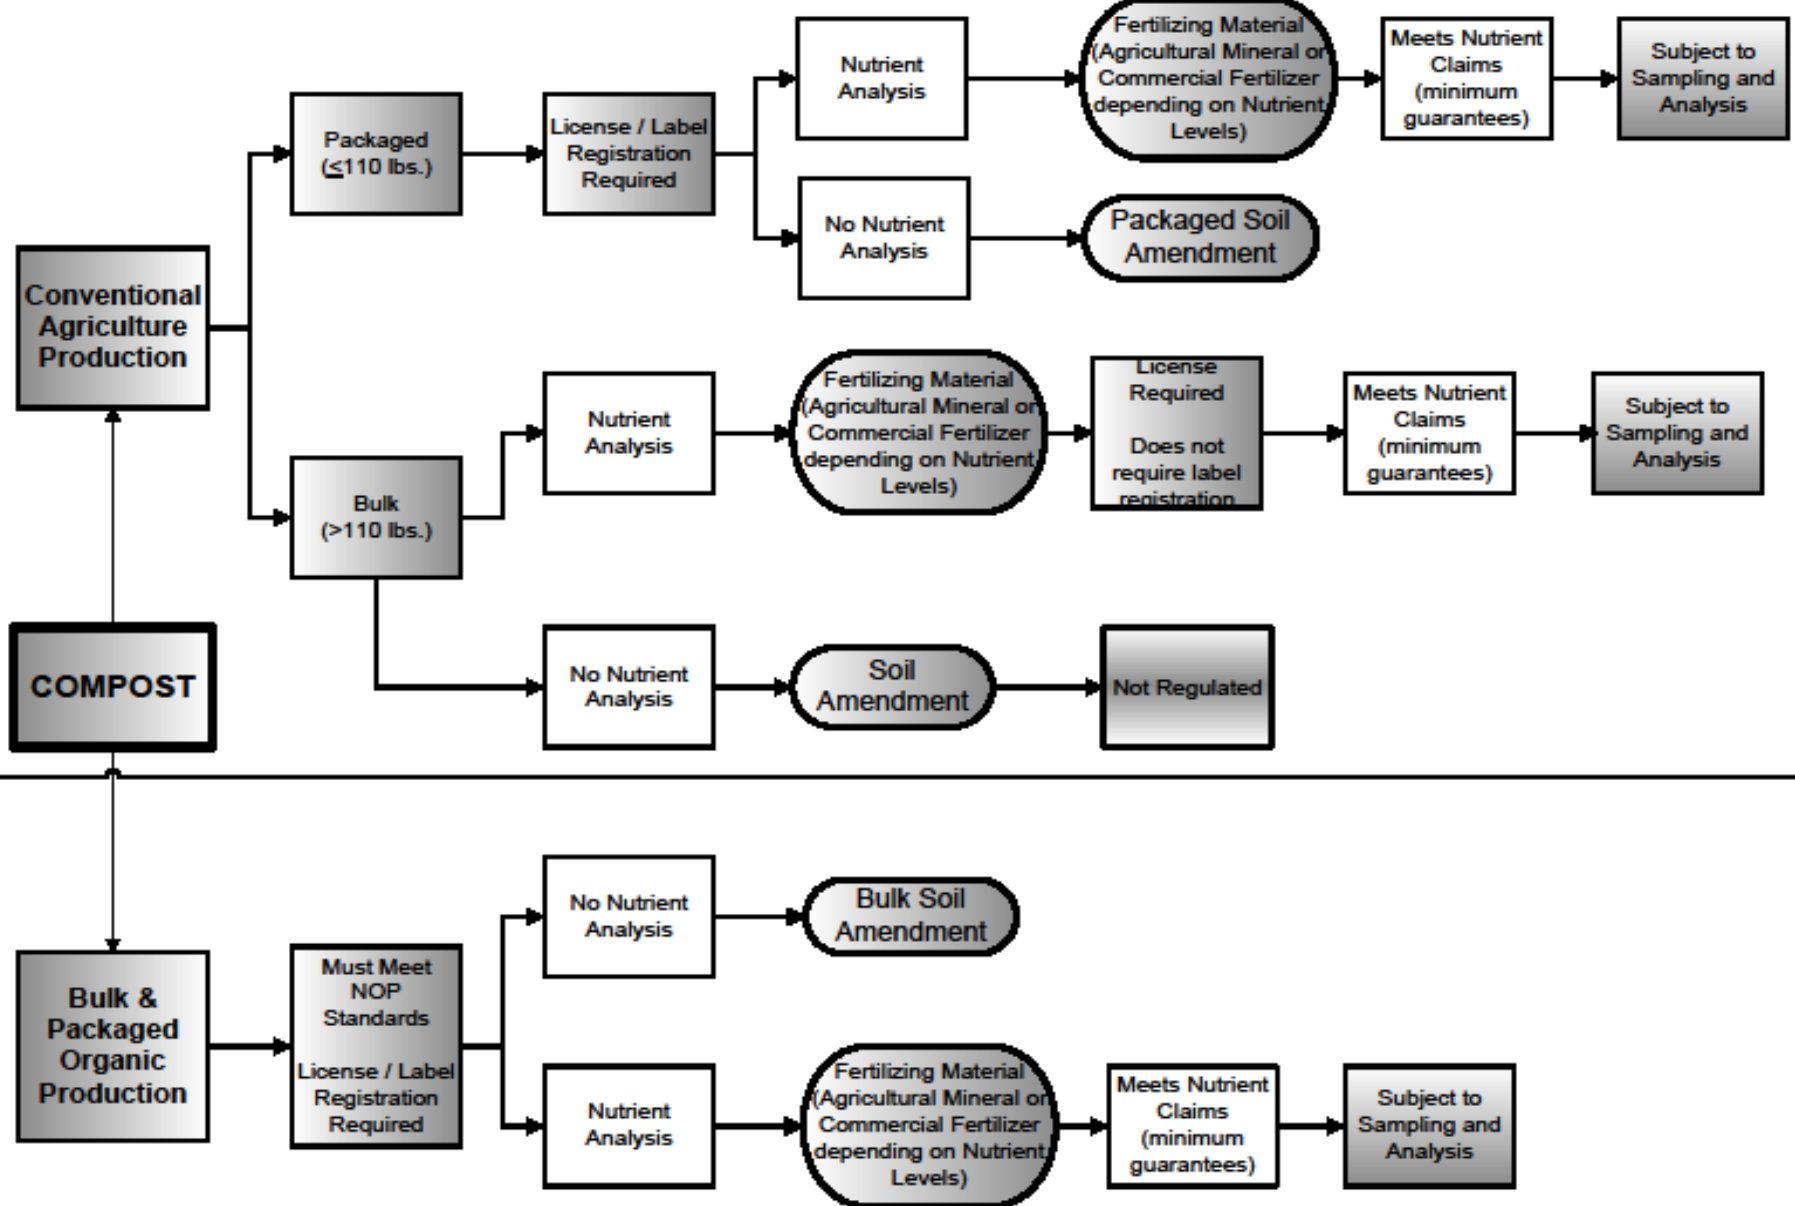 Nutrient
Analysis
Fertilizing Material
(Agricultural Mineral or
Commercial Fertilizer
depending on Nutrient
Levels)
Meets Nutrient
Claims
(minimum
guarantees)
Subject to
Sampling and
Analysis
Packaged
(≤110 lbs.)
License / Label
Registration
Required
No Nutrient
Analysis
Packaged Soil
Amendment
Conventional
Agriculture
Production
Nutrient
Analysis
Fertilizing Material
(Agricultural Mineral or
Commercial Fertilizer
depending on Nutrient
Levels)
License
Required
Does not
require label
registration
Meets Nutrient
Claims
(minimum
guarantees)
Subject to
Sampling and
Analysis
Bulk
(>110 lbs.)
COMPOST
No Nutrient
Analysis
Soil
Amendment
Not Regulated
No Nutrient
Analysis
Bulk Soil
Amendment
Bulk &
Packaged
Organic
Production
Must Meet
NOP
Standards
License / Label
Registration
Required
Nutrient
Analysis
Fertilizing Material
(Agricultural Mineral or
Commercial Fertilizer
depending on Nutrient
Levels)
Meets Nutrient
Claims
(minimum
guarantees)
Subject to
Sampling and
Analysis